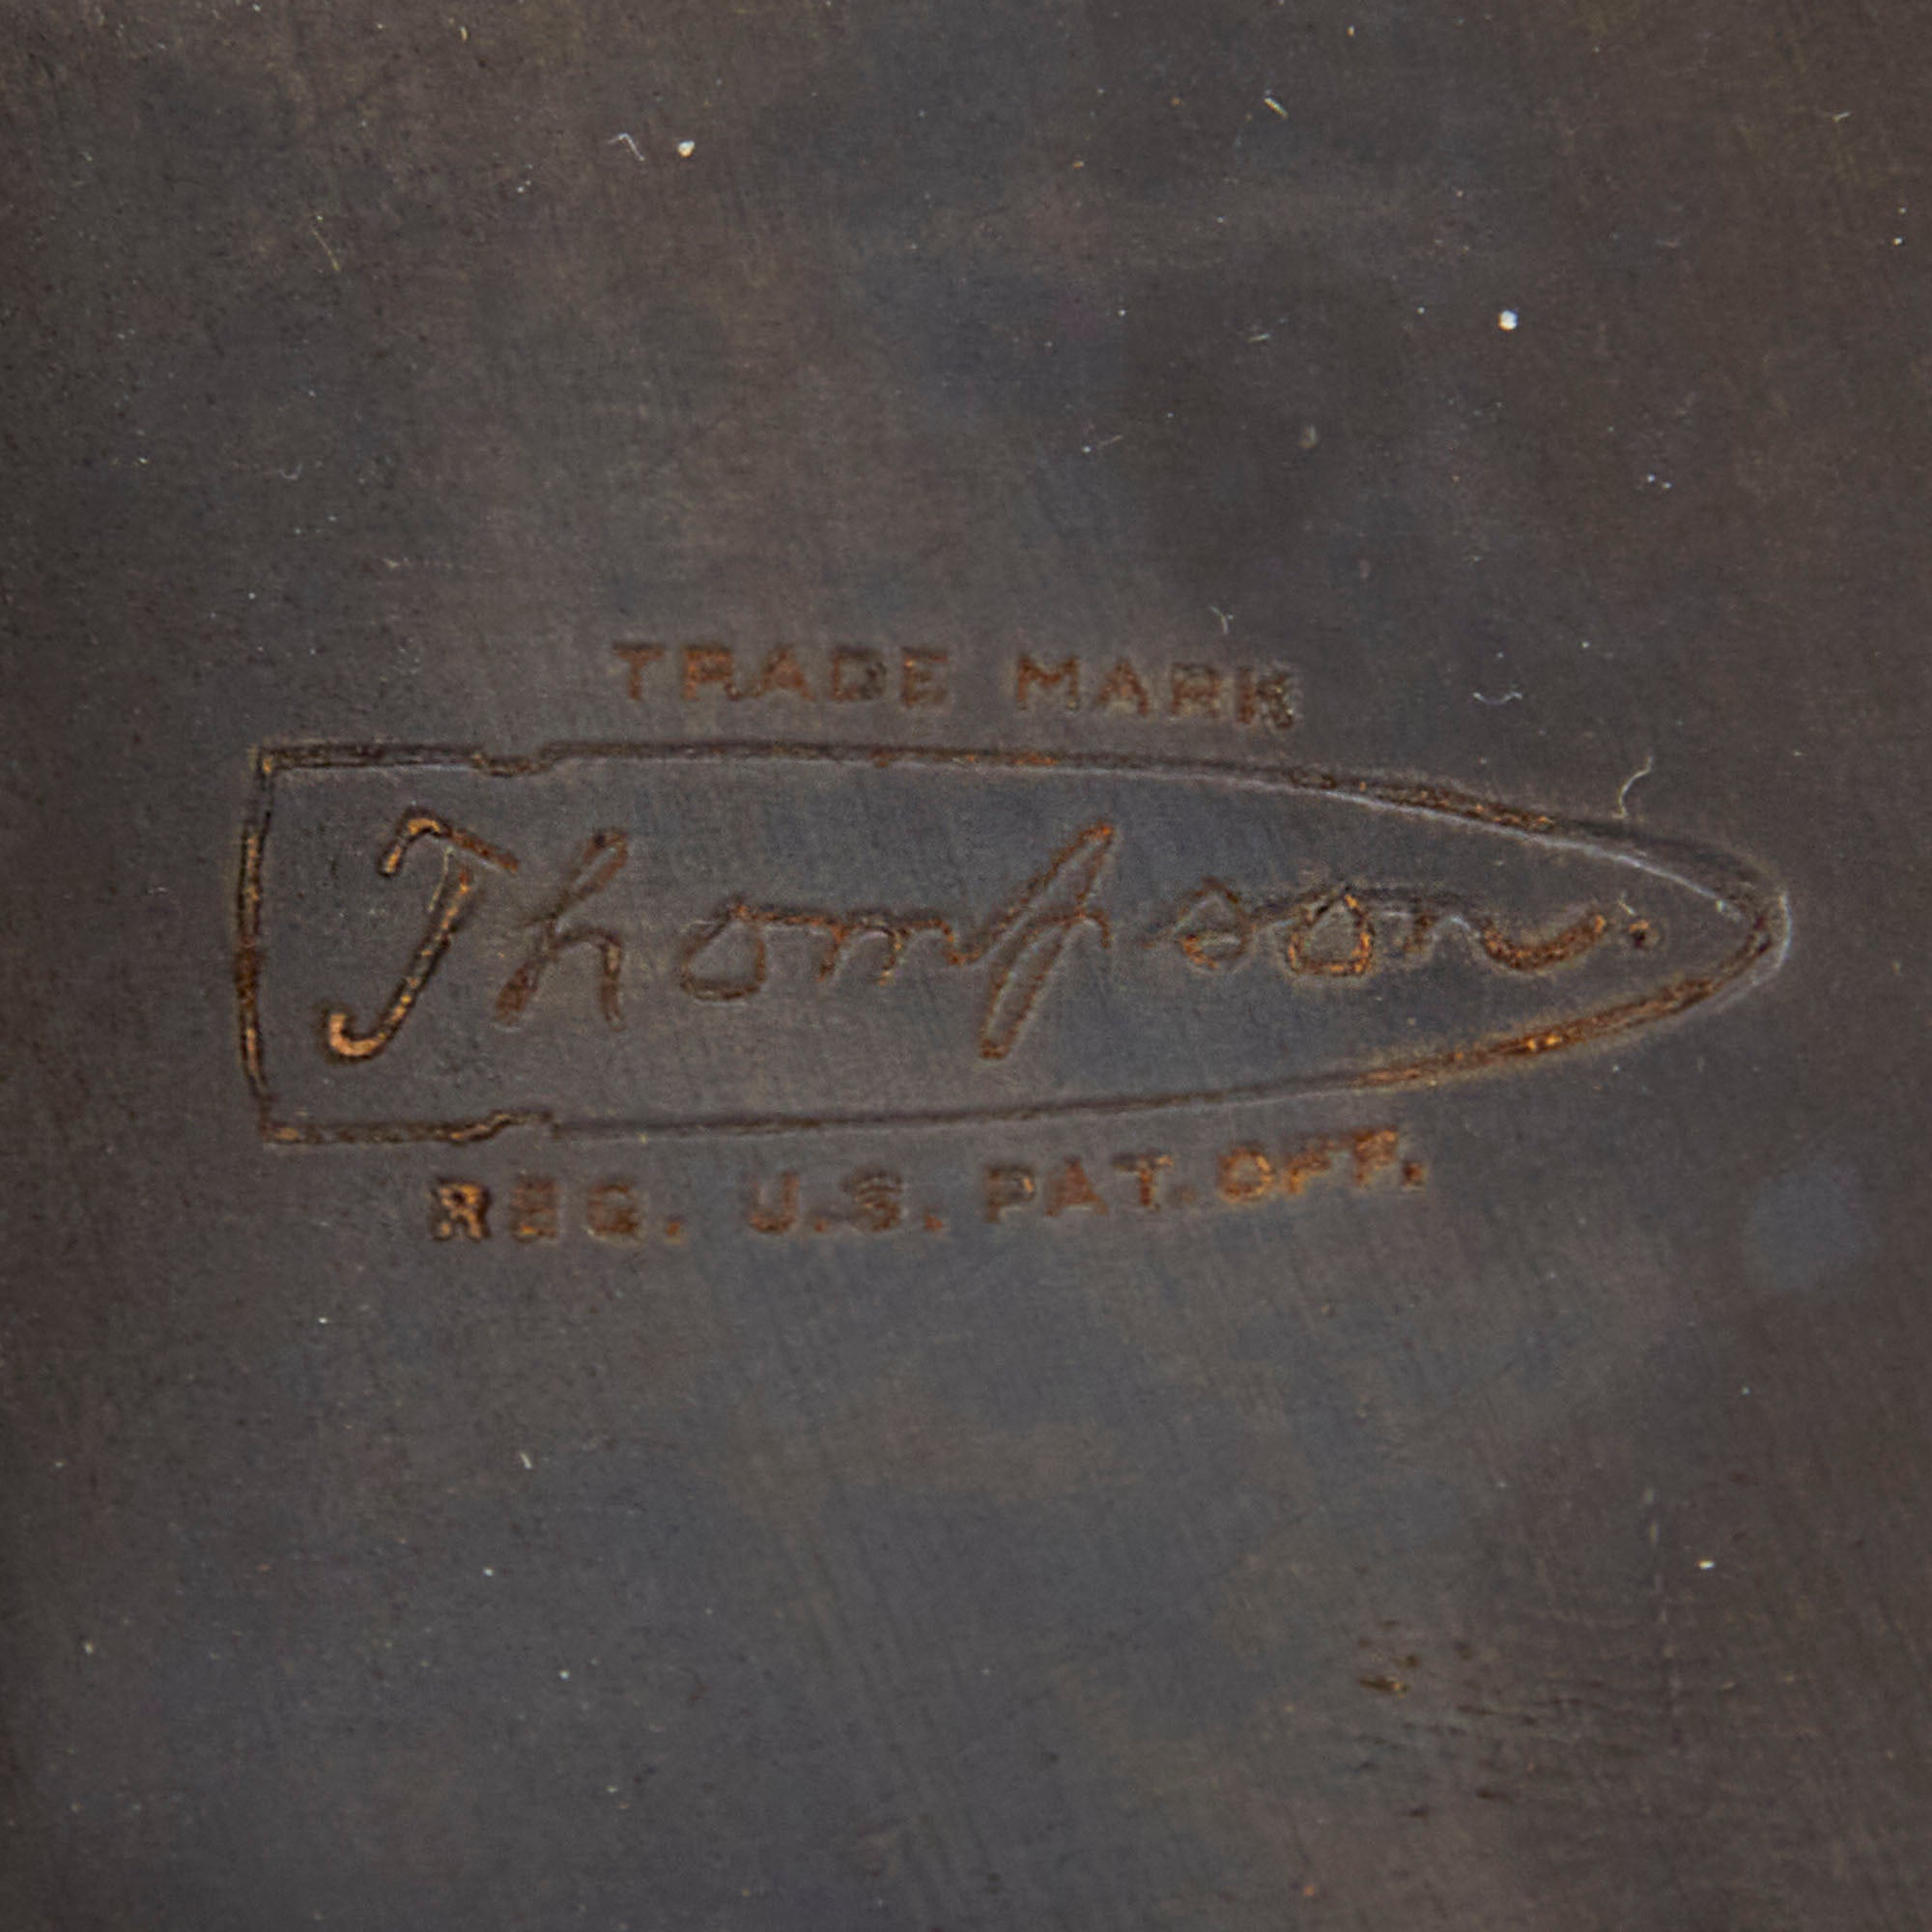 TRADE MARK
Thompson.
REG. U.S. PAT. OFF.